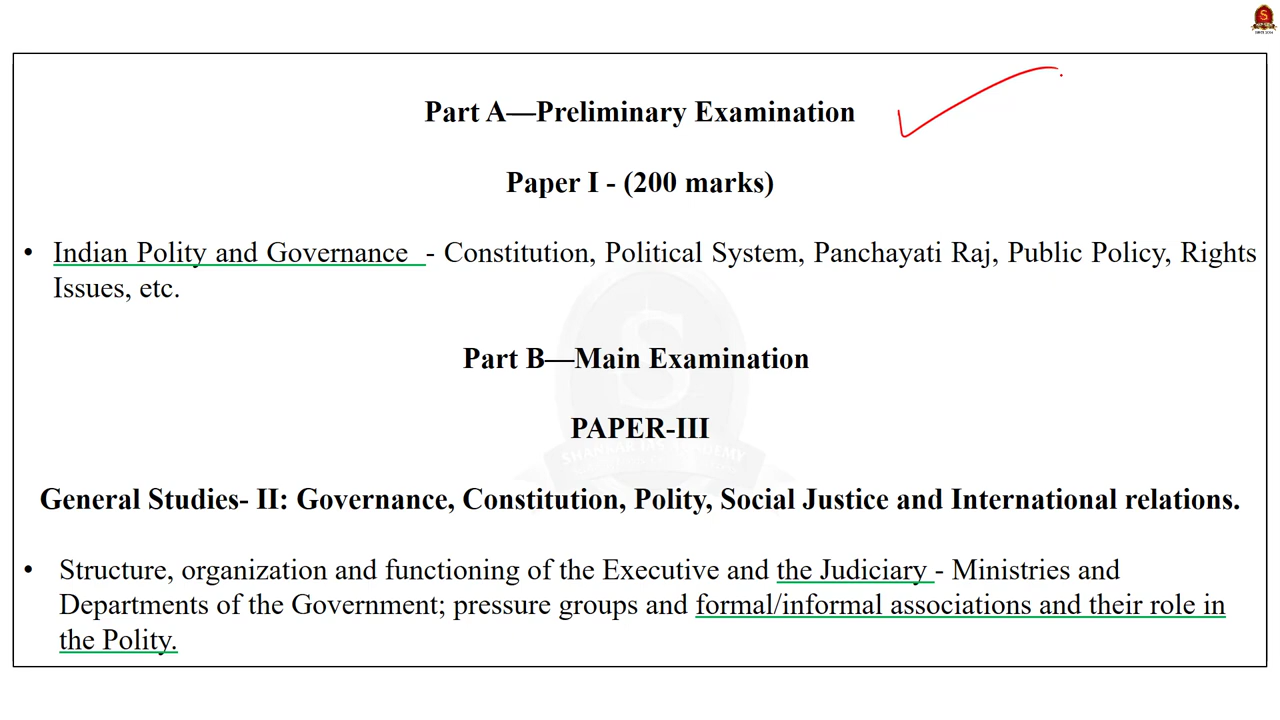 Part A—Preliminary Examination
Paper I - (200 marks)
• Indian Polity and Governance - Constitution, Political System, Panchayati Raj, Public Policy, Rights
Issues, etc.
Part B—Main Examination
PAPER-III
General Studies- II: Governance, Constitution, Polity, Social Justice and International relations.
• Structure, organization and functioning of the Executive and the Judiciary - Ministries and
Departments of the Government; pressure groups and formal/informal associations and their role in
the Polity.